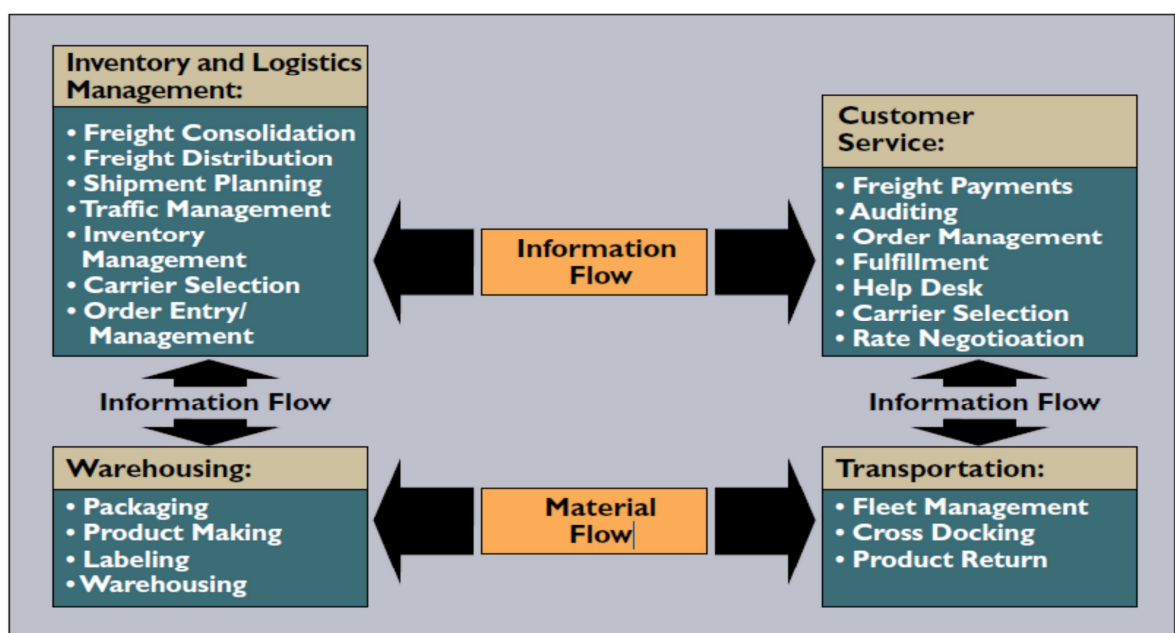 Inventory and Logistics
Management:
• Freight Consolidation
• Freight Distribution
• Shipment Planning
• Traffic Management
• Inventory
Management
• Carrier Selection
• Order Entry/
Management
Information
Flow
Customer
Service:
• Freight Payments
• Auditing
• Order Management
• Fulfillment
• Help Desk
• Carrier Selection
• Rate Negotioation
Information Flow
Information Flow
Warehousing:
• Packaging
• Product Making
• Labeling
• Warehousing
Material
Flow
Transportation:
• Fleet Management
• Cross Docking
• Product Return